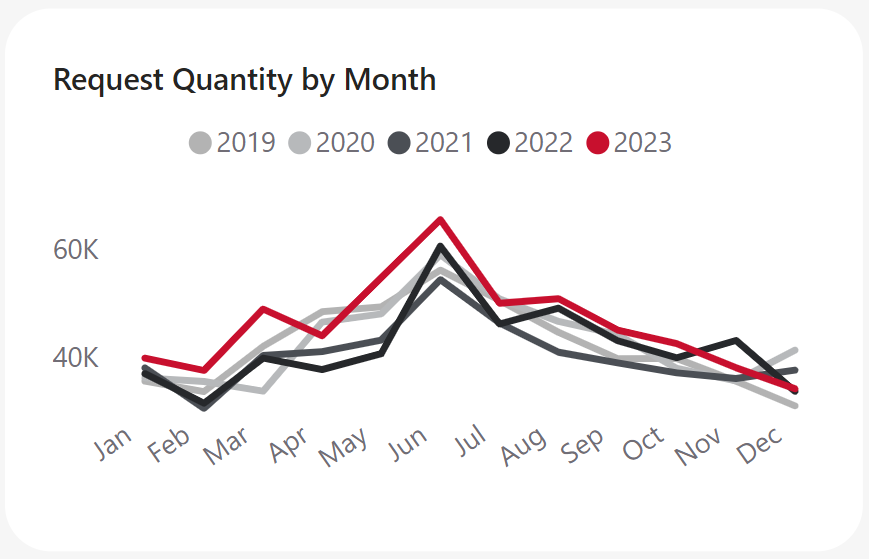 Request Quantity by Month
2019 2020 2021 2022 2023
60K
40K
Jan Feb Mar Apr May Jun Jul Aug Sep Oct Nov Dec